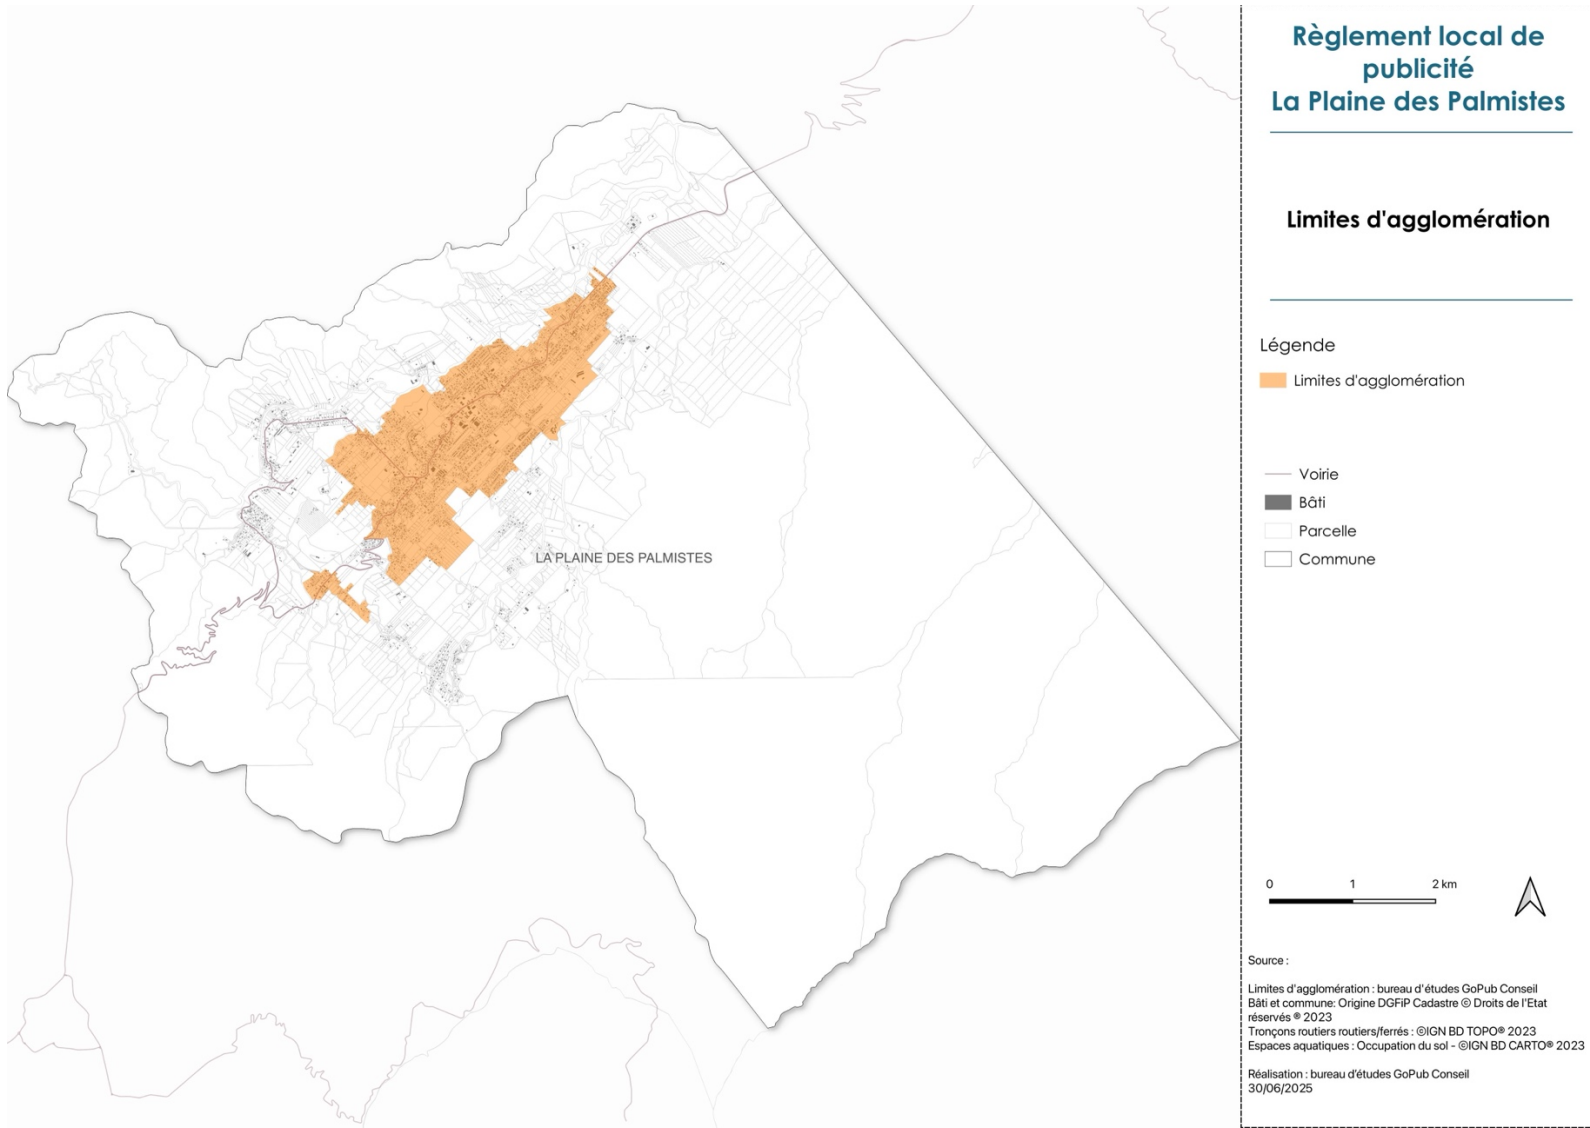 Règlement local de
publicité
La Plaine des Palmistes
Limites d'agglomération
Légende
Limites d'agglomération
Voirie
Bâti
Parcelle
Commune
LA PLAINE DES PALMISTES
0 1 2 km
Source :
Limites d'agglomération : bureau d'études GoPub Conseil
Bâti et commune: Origine DGFiP Cadastre © Droits de l'Etat
réservés ® 2023
Tronçons routiers routiers/ferrés : ©IGN BD TOPO® 2023
Espaces aquatiques : Occupation du sol - ©IGN BD CARTO® 2023
Réalisation : bureau d'études GoPub Conseil
30/06/2025